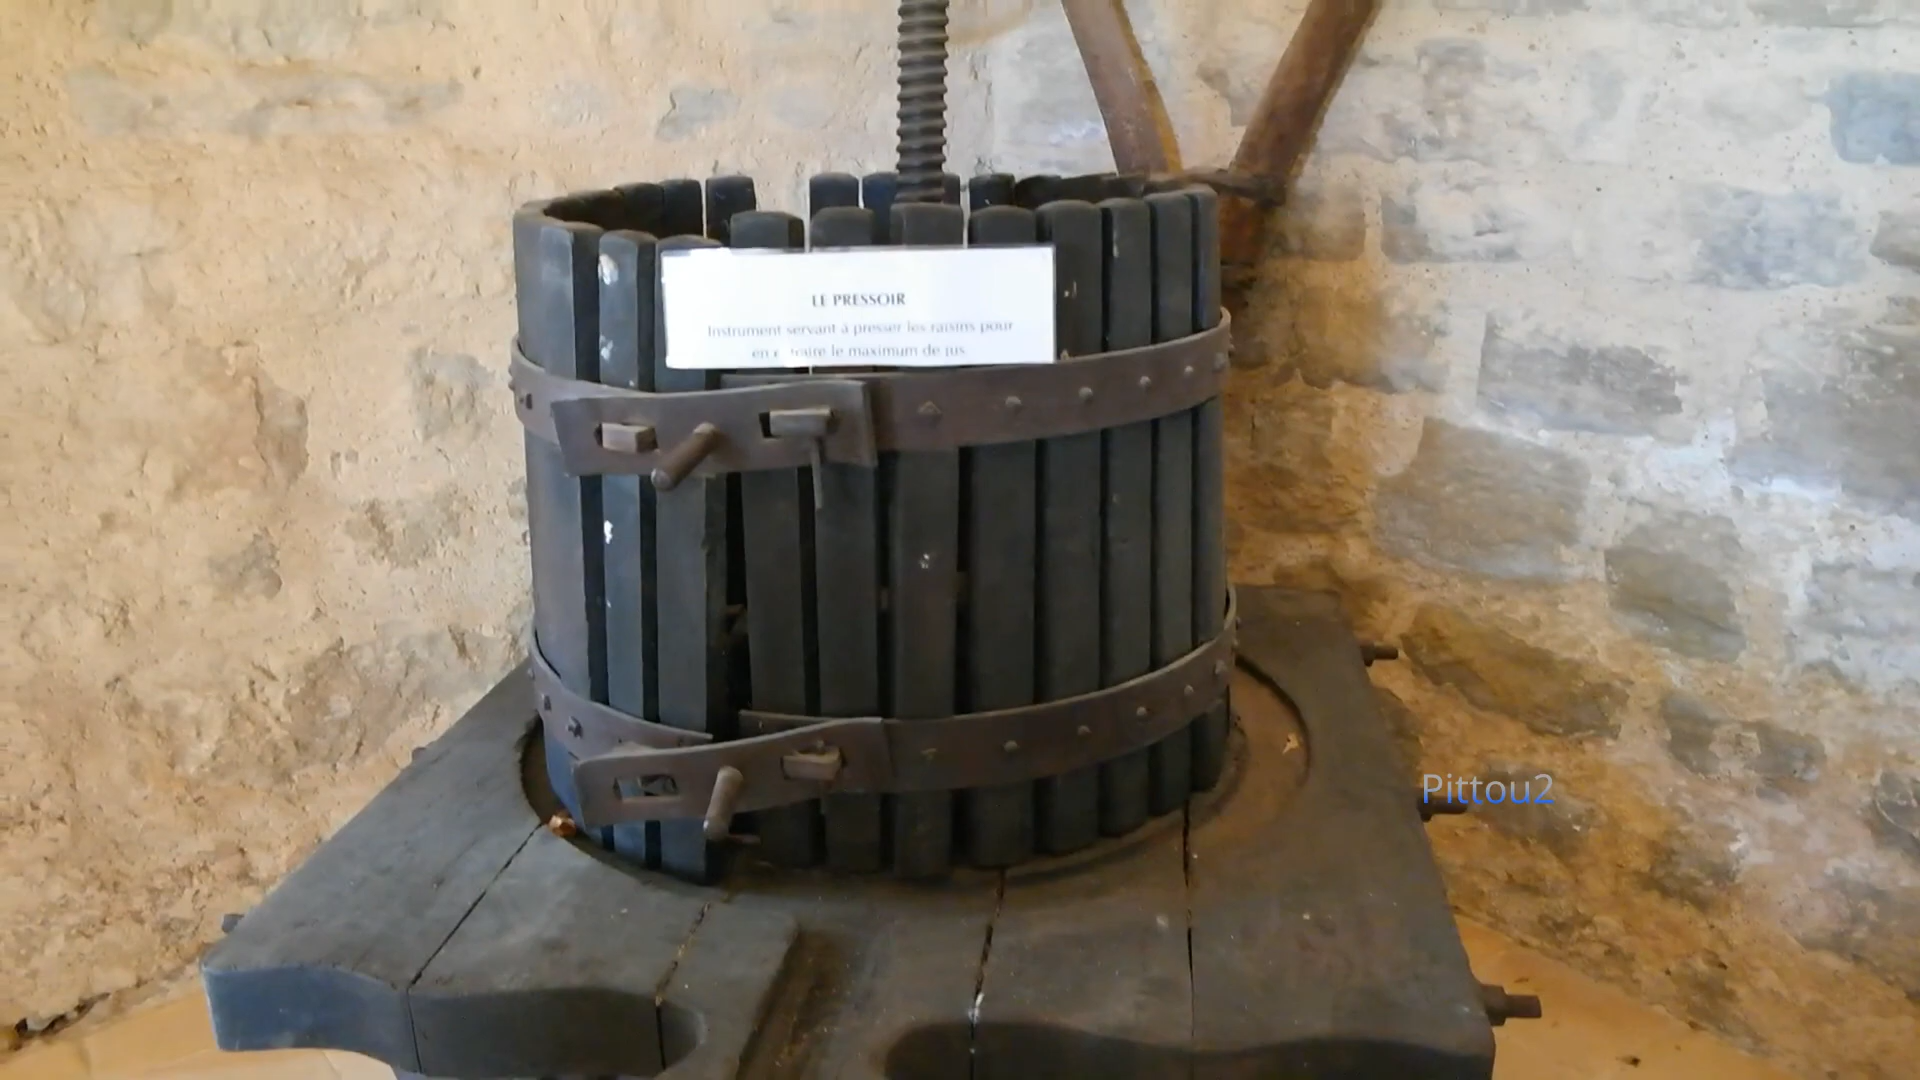 LE PRESSOIR
Instrument servant à presser les raisins pour
en extraire le maximum de jus.
Pittou2